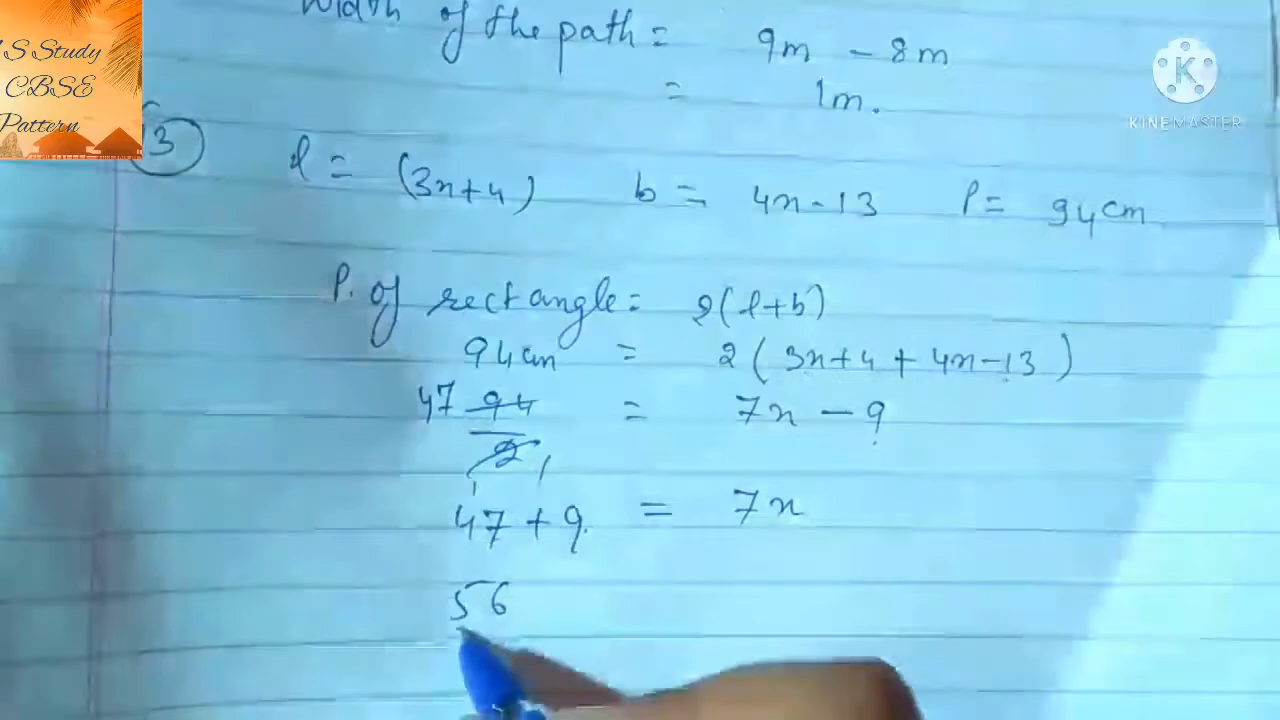 Width of the path = 9m - 8m
= 1m.
S Study
CBSE
Pattern
KINEMASTER
3 l = (3x+4) b = 4x-13 P= 94cm
P. of rectangle = 2(l+b)
94cm = 2(3x+4+4x-13)
47 94 = 7x - 9
2 1
47 + 9 = 7x
56